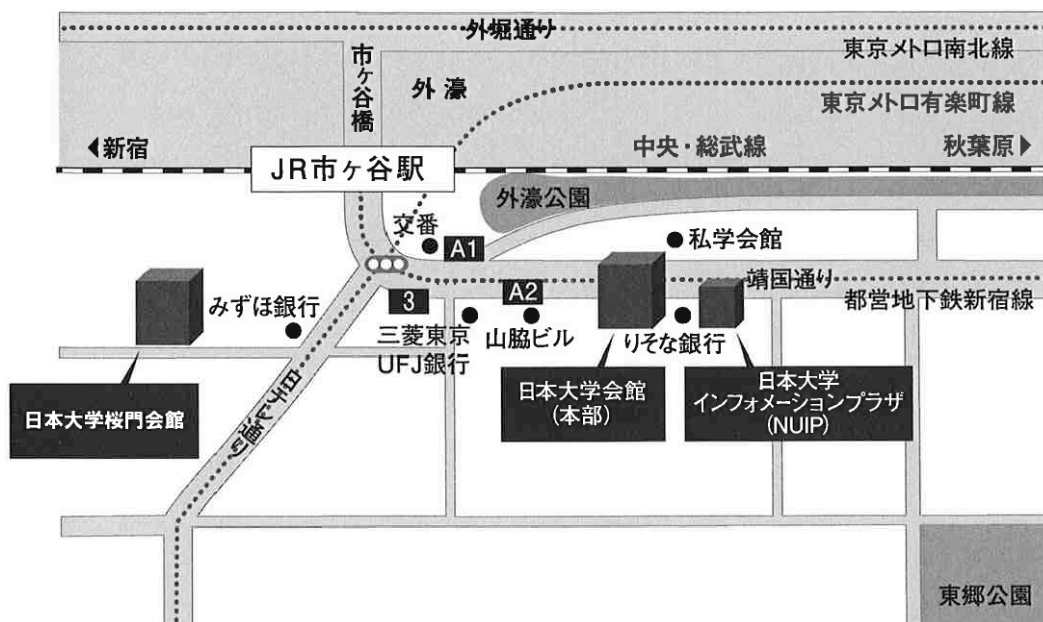 外堀通り
東京メトロ南北線
市ヶ谷橋
外濠
東京メトロ有楽町線
◀新宿
中央・総武線
秋葉原▶
JR市ヶ谷駅
外濠公園
交番
A1
私学会館
靖国通り
都営地下鉄新宿線
みずほ銀行
3
A2
三菱東京
UFJ銀行
山脇ビル
りそな銀行
日本大学桜門会館
日本大学会館
(本部)
日本大学
インフォメーションプラザ
(NUIP)
日テレ通り
東郷公園